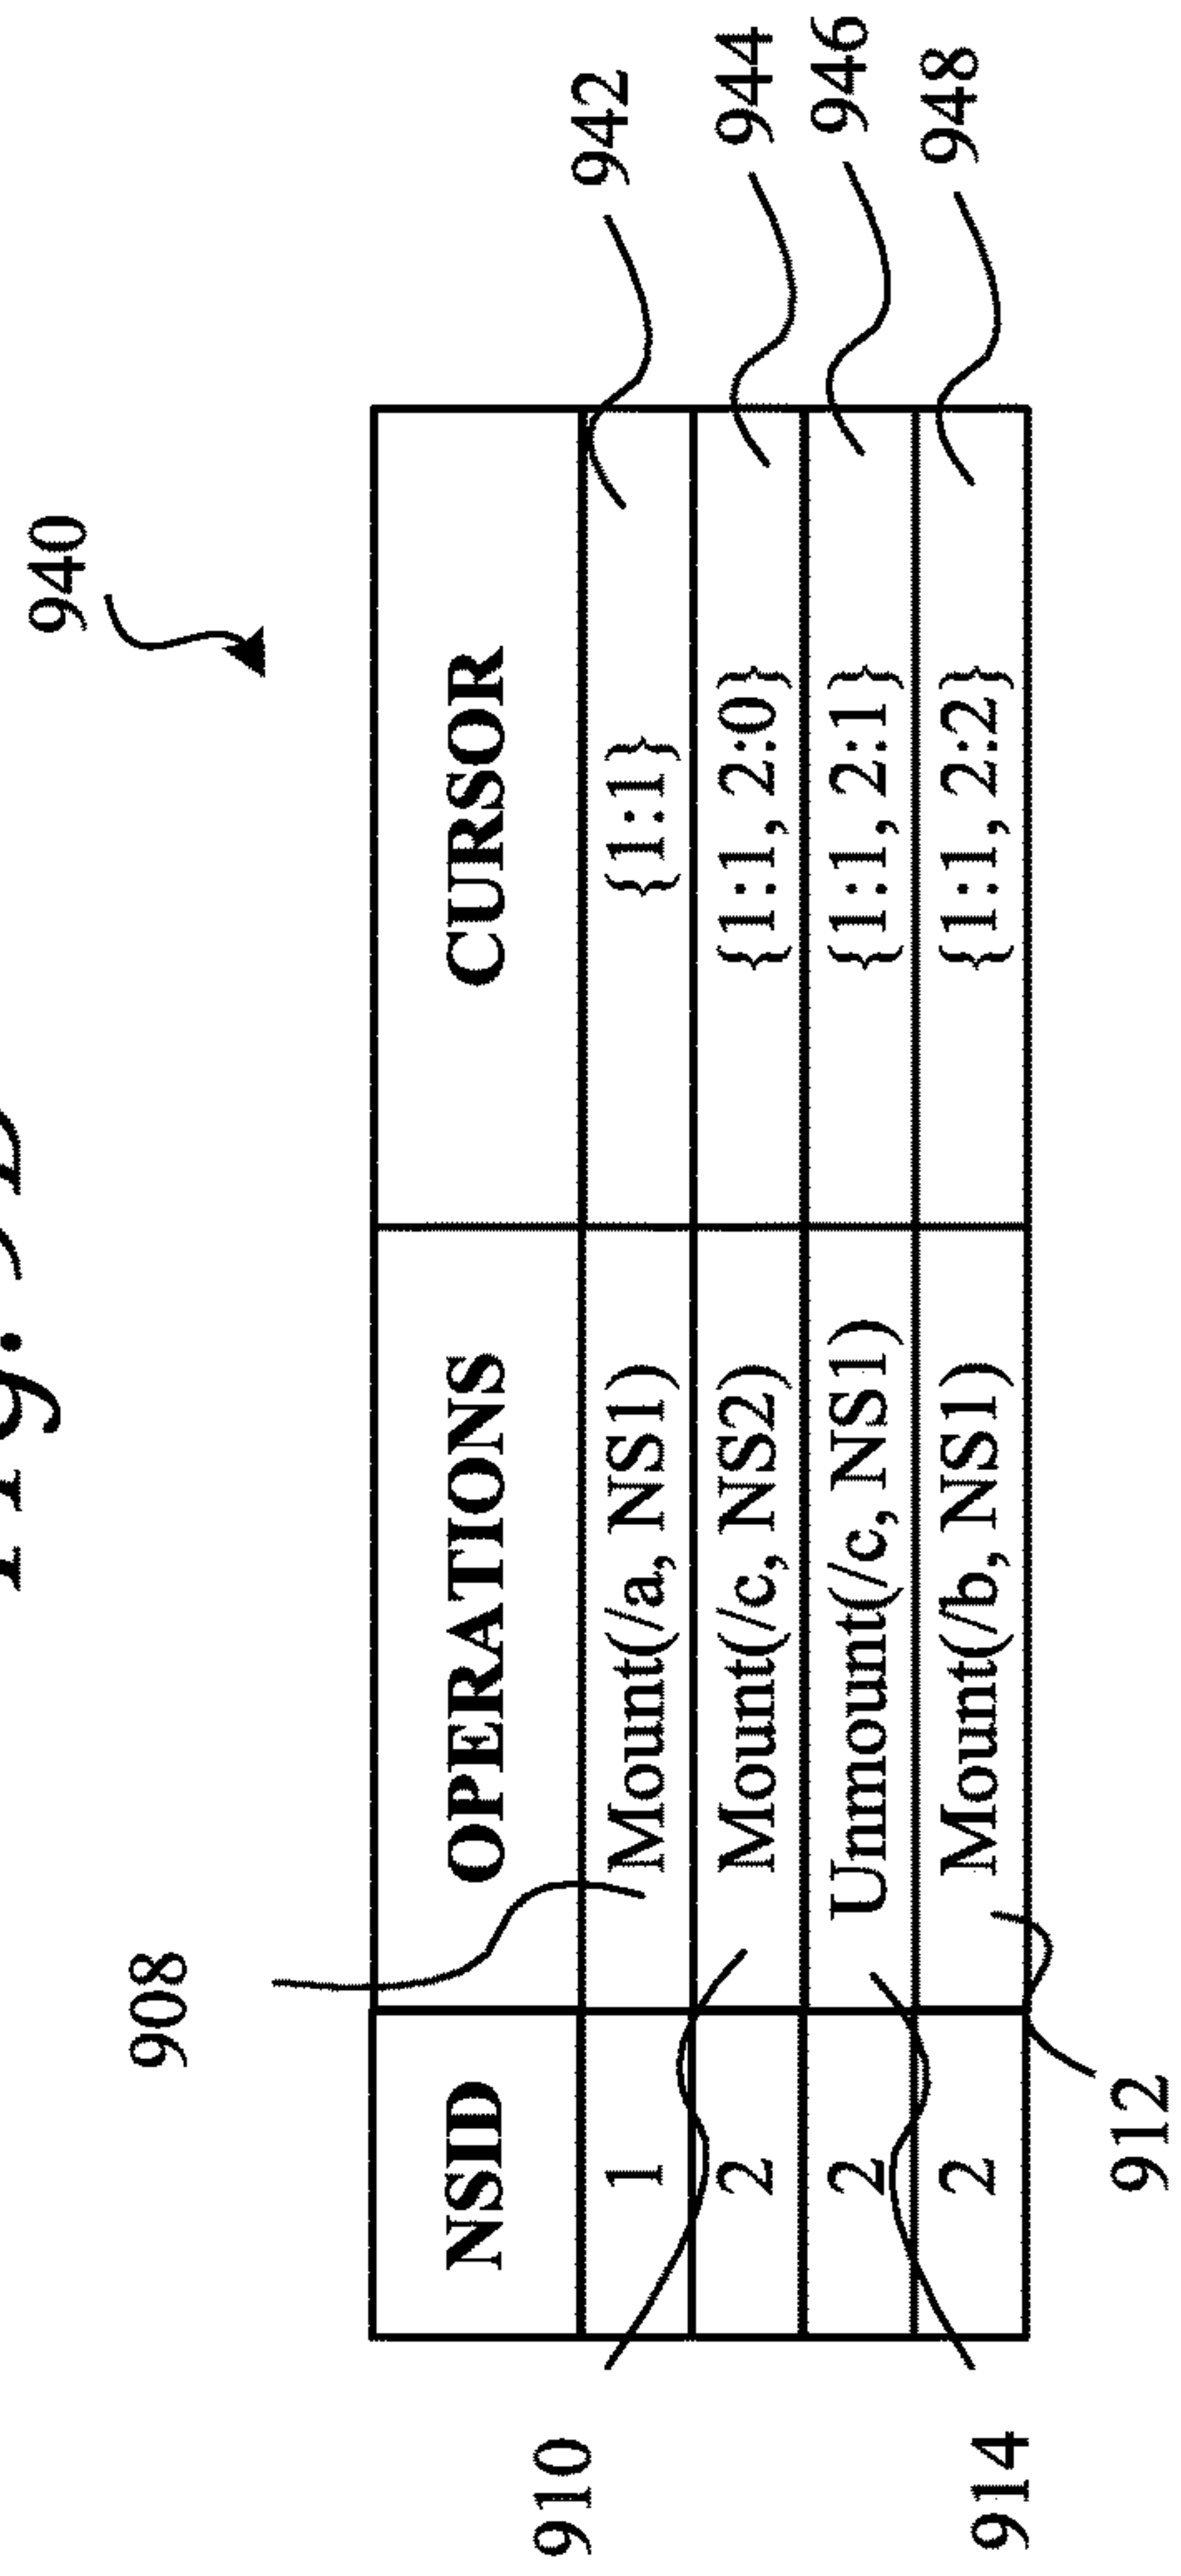 Fig.
940
908
NSID OPERATIONS CURSOR
910
942
1 Mount(/a, NS1) {1:1}
2 Mount(/c, NS2) {1:1, 2:0}
944
2 Unmount(/c, NS1) {1:1, 2:1}
946
2 Mount(/b, NS1) {1:1, 2:2}
948
914
912